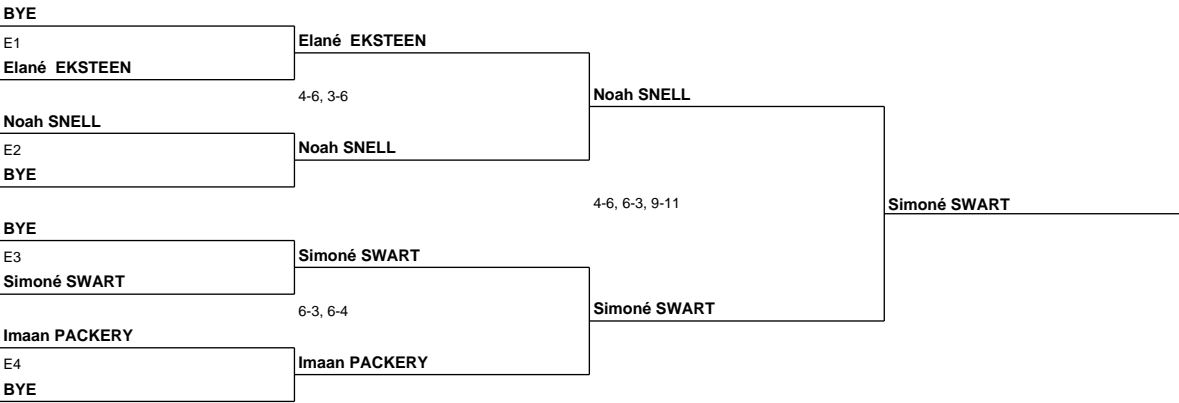 BYE
E1
Elané EKSTEEN
Elané EKSTEEN
4-6, 3-6
Noah SNELL
Noah SNELL
E2
Noah SNELL
BYE
4-6, 6-3, 9-11
Simoné SWART
BYE
E3
Simoné SWART
Simoné SWART
6-3, 6-4
Simoné SWART
Imaan PACKERY
E4
Imaan PACKERY
BYE